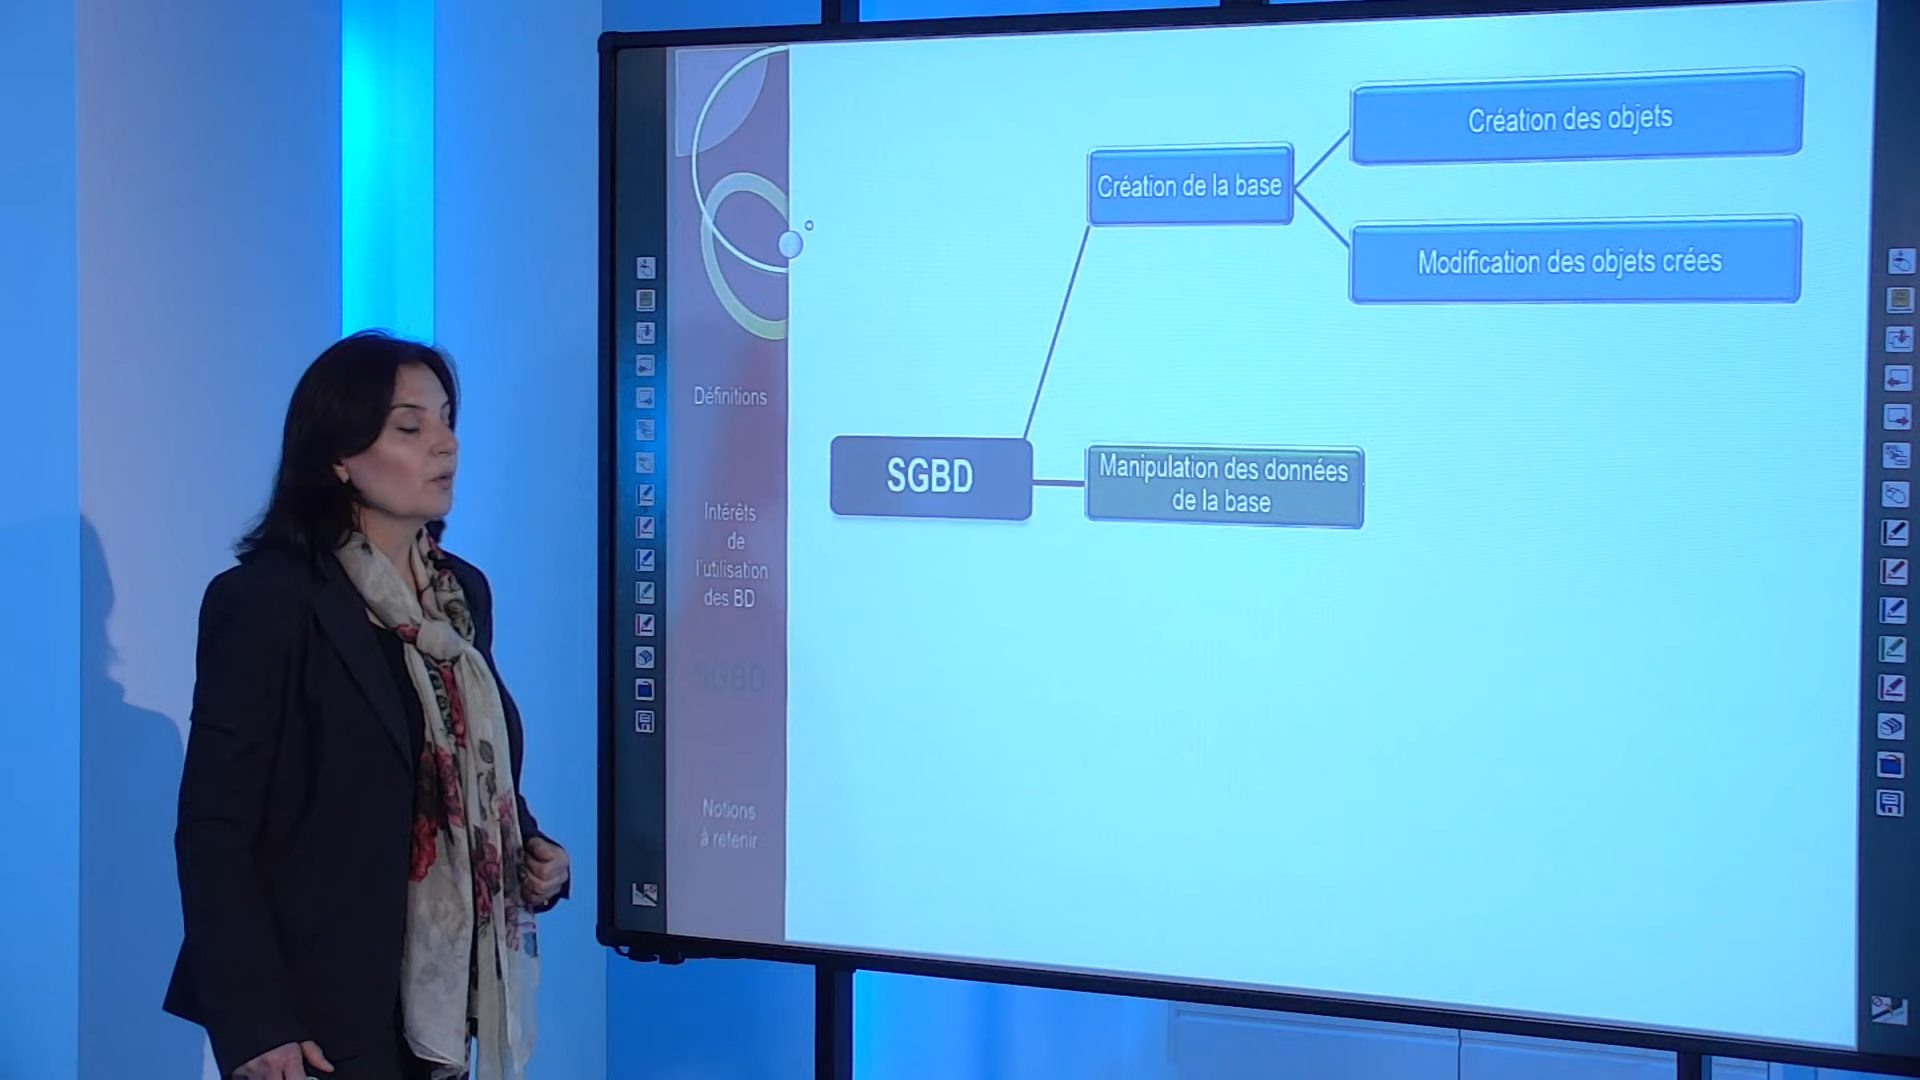 Définitions
Intérêts
de
l'utilisation
des BD
SGBD
Notions
à retenir
Création des objets
Création de la base
Modification des objets crées
SGBD
Manipulation des données
de la base